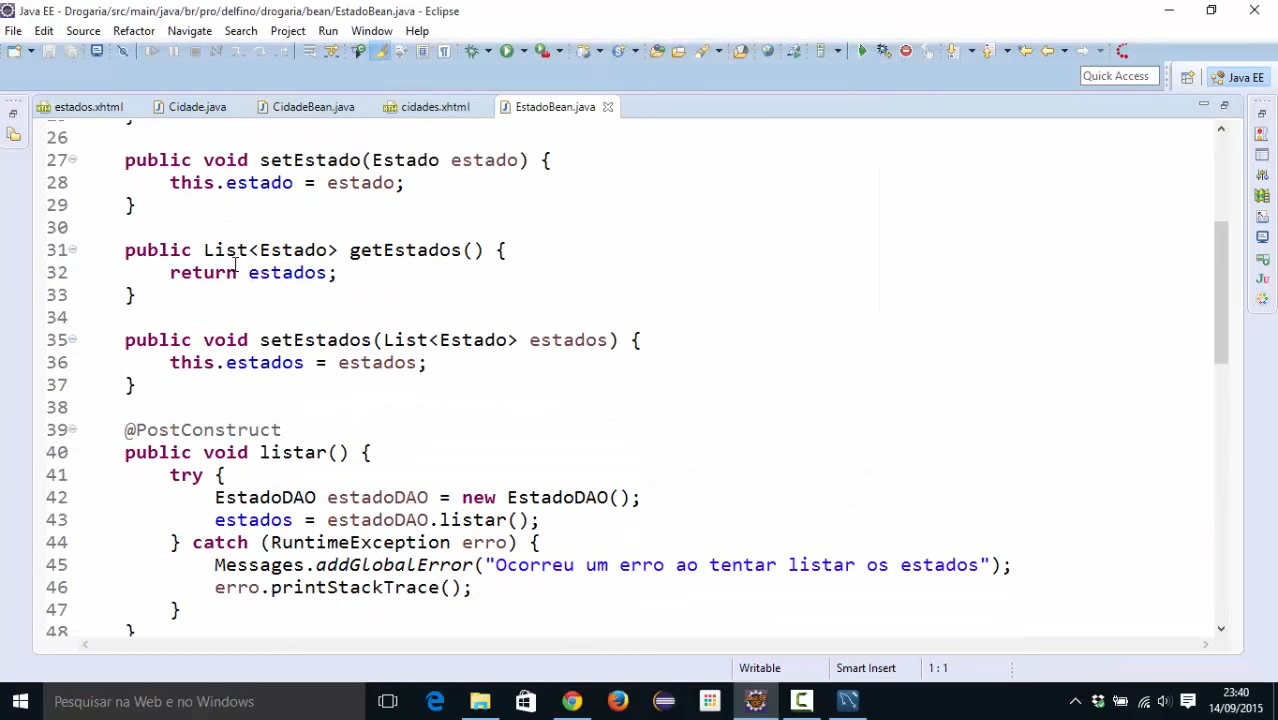 Java EE - Drogaria/src/main/java/br/pro/delfino/drogaria/bean/EstadoBean.java - Eclipse
File Edit Source Refactor Navigate Search Project Run Window Help
Quick Access Java EE
estados.xhtml Cidade.java CidadeBean.java cidades.xhtml EstadoBean.java
26
27 public void setEstado(Estado estado) {
28 this.estado = estado;
29 }
30
31 public List<Estado> getEstados() {
32 return estados;
33 }
34
35 public void setEstados(List<Estado> estados) {
36 this.estados = estados;
37 }
38
39 @PostConstruct
40 public void listar() {
41 try {
42 EstadoDAO estadoDAO = new EstadoDAO();
43 estados = estadoDAO.listar();
44 } catch (RuntimeException erro) {
45 Messages.addGlobalError("Ocorreu um erro ao tentar listar os estados");
46 erro.printStackTrace();
47 }
48 }
Writable Smart Insert 1 : 1
Pesquisar na Web e no Windows
23:40
14/09/2015